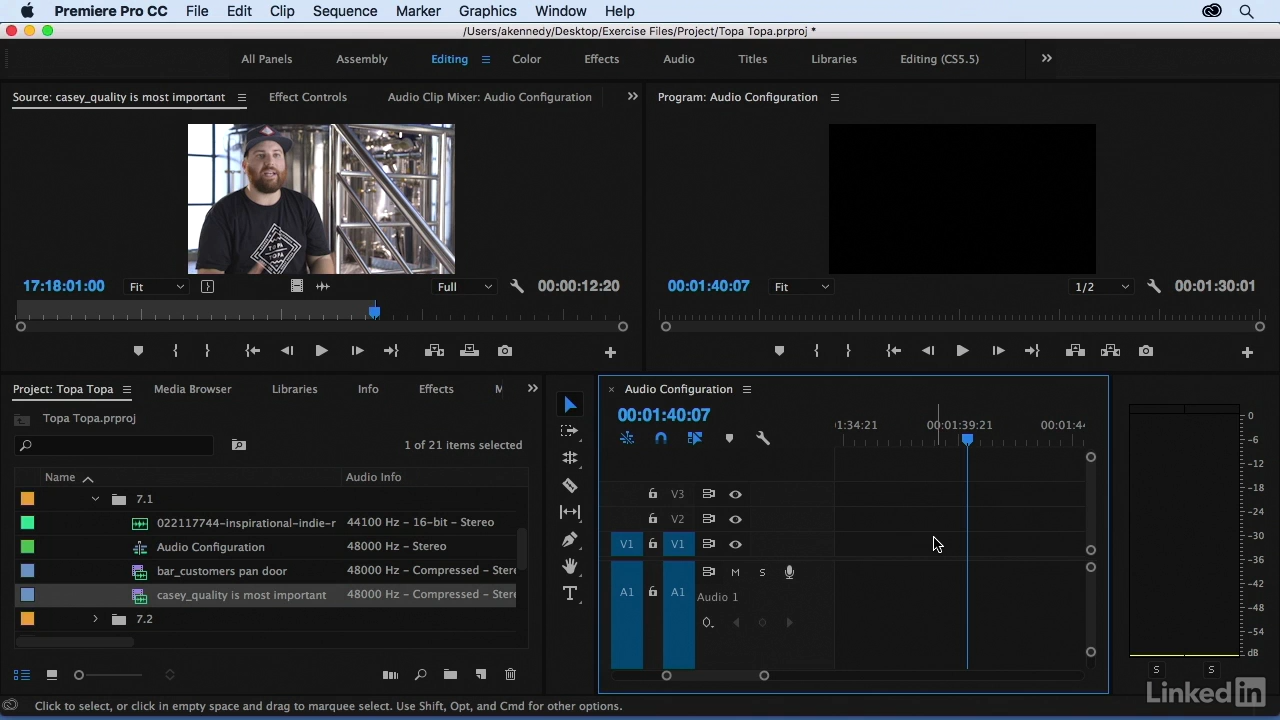 Premiere Pro CC File Edit Clip Sequence Marker Graphics Window Help
/Users/akennedy/Desktop/Exercise Files/Project/Topa Topa.prproj *
All Panels Assembly Editing Color Effects Audio Titles Libraries Editing (CS5.5)
Source: casey_quality is most important Effect Controls Audio Clip Mixer: Audio Configuration
Program: Audio Configuration
TOPA
TOPA
17:18:01:00 Fit Full 00:00:12:20
00:01:40:07 Fit 1/2 00:01:30:01
Project: Topa Topa Media Browser Libraries Info Effects M
Topa Topa.prproj
1 of 21 items selected
Name Audio Info
7.1
022117744-inspirational-indie-r 44100 Hz - 16-bit - Stereo
Audio Configuration 48000 Hz - Stereo
bar_customers pan door 48000 Hz - Compressed - Stere
casey_quality is most important 48000 Hz - Compressed - Stere
7.2
× Audio Configuration
00:01:40:07
:1:34:21 00:01:39:21 00:01:44
V3
V2
V1 V1
A1 A1 M S
Audio 1
0
-6
-12
-18
-24
-30
-36
-42
-48
-54
dB
S S
Click to select, or click in empty space and drag to marquee select. Use Shift, Opt, and Cmd for other options.
LinkedIn